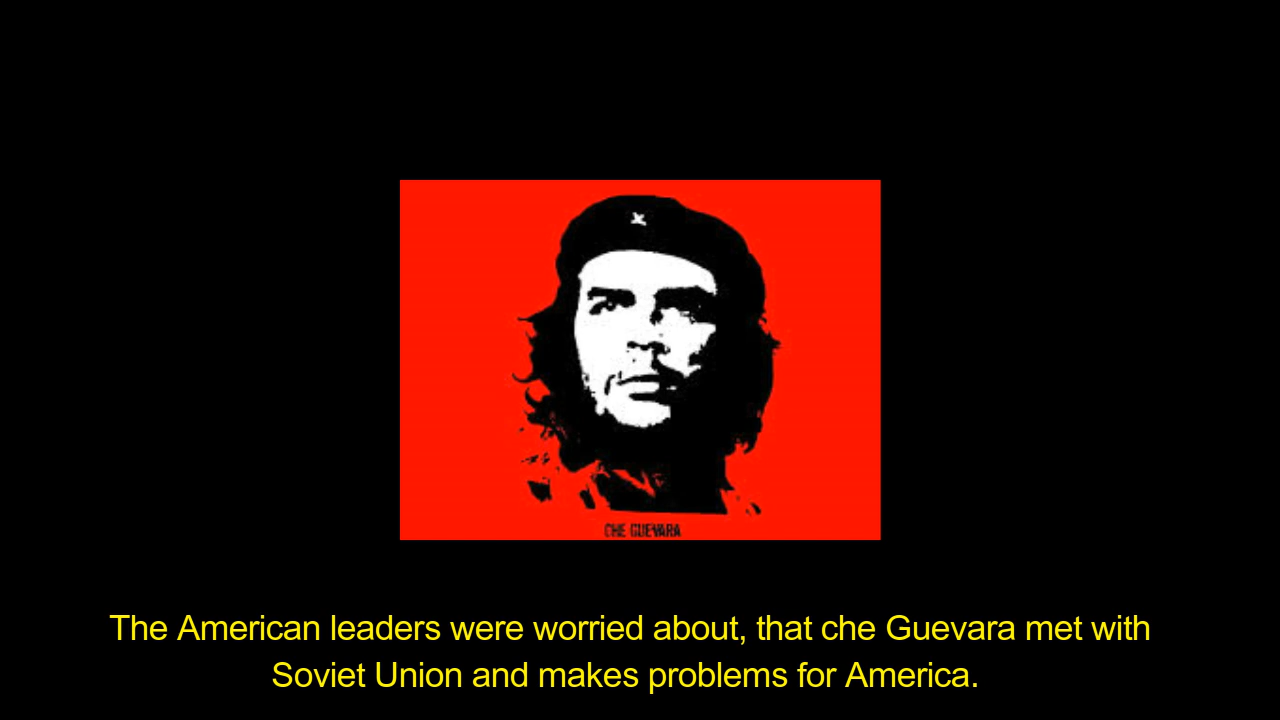 CHE GUEVARA
The American leaders were worried about, that che Guevara met with
Soviet Union and makes problems for America.